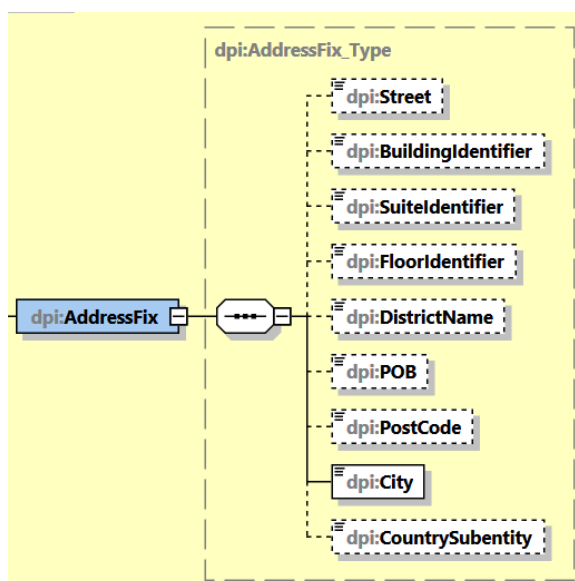 dpi:AddressFix_Type
dpi:Street
dpi:BuildingIdentifier
dpi:SuiteIdentifier
dpi:FloorIdentifier
dpi:AddressFix
dpi:DistrictName
dpi:POB
dpi:PostCode
dpi:City
dpi:CountrySubentity